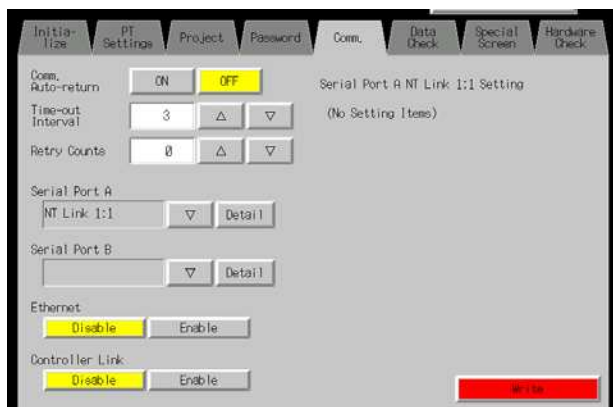 Initia-
lize
PT
Settings
Project
Password
Comm.
Data
Check
Special
Screen
Hardware
Check
Comm.
Auto-return
ON
OFF
Serial Port A NT Link 1:1 Setting
Time-out
Interval
3
(No Setting Items)
Retry Counts
0
Serial Port A
NT Link 1:1
Detail
Serial Port B
Detail
Ethernet
Disable
Enable
Controller Link
Disable
Enable
Write